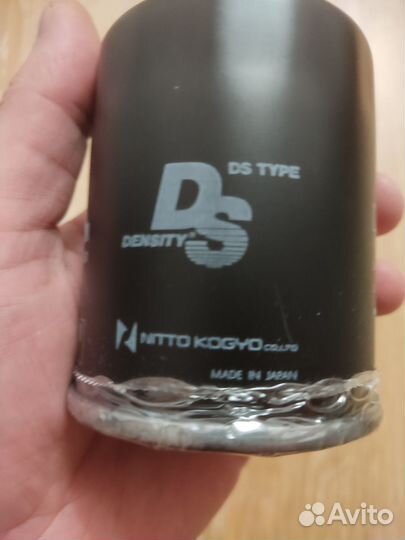 DS TYPE
DS
DENSITY
NITTO KOGYO CO.,LTD
MADE IN JAPAN
Avito